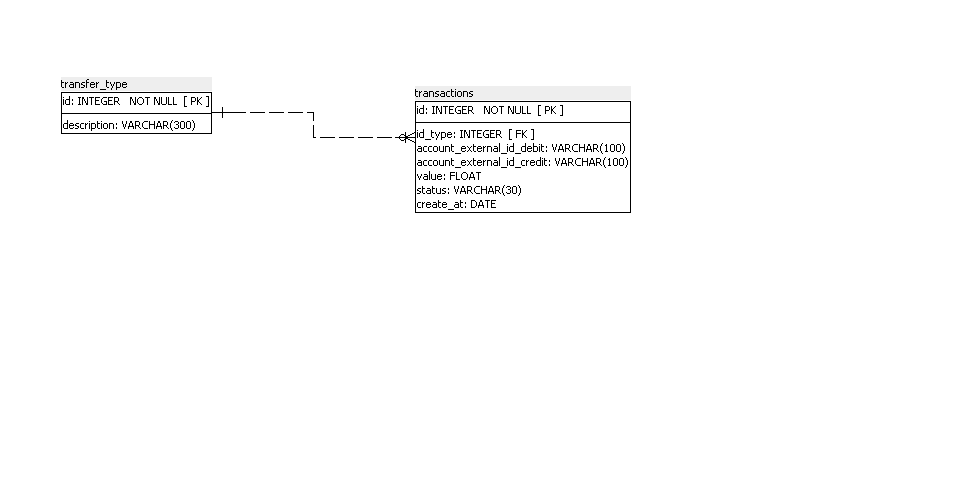 transfer_type
id: INTEGER NOT NULL [ PK ]
description: VARCHAR(300)
transactions
id: INTEGER NOT NULL [ PK ]
id_type: INTEGER [ FK ]
account_external_id_debit: VARCHAR(100)
account_external_id_credit: VARCHAR(100)
value: FLOAT
status: VARCHAR(30)
create_at: DATE